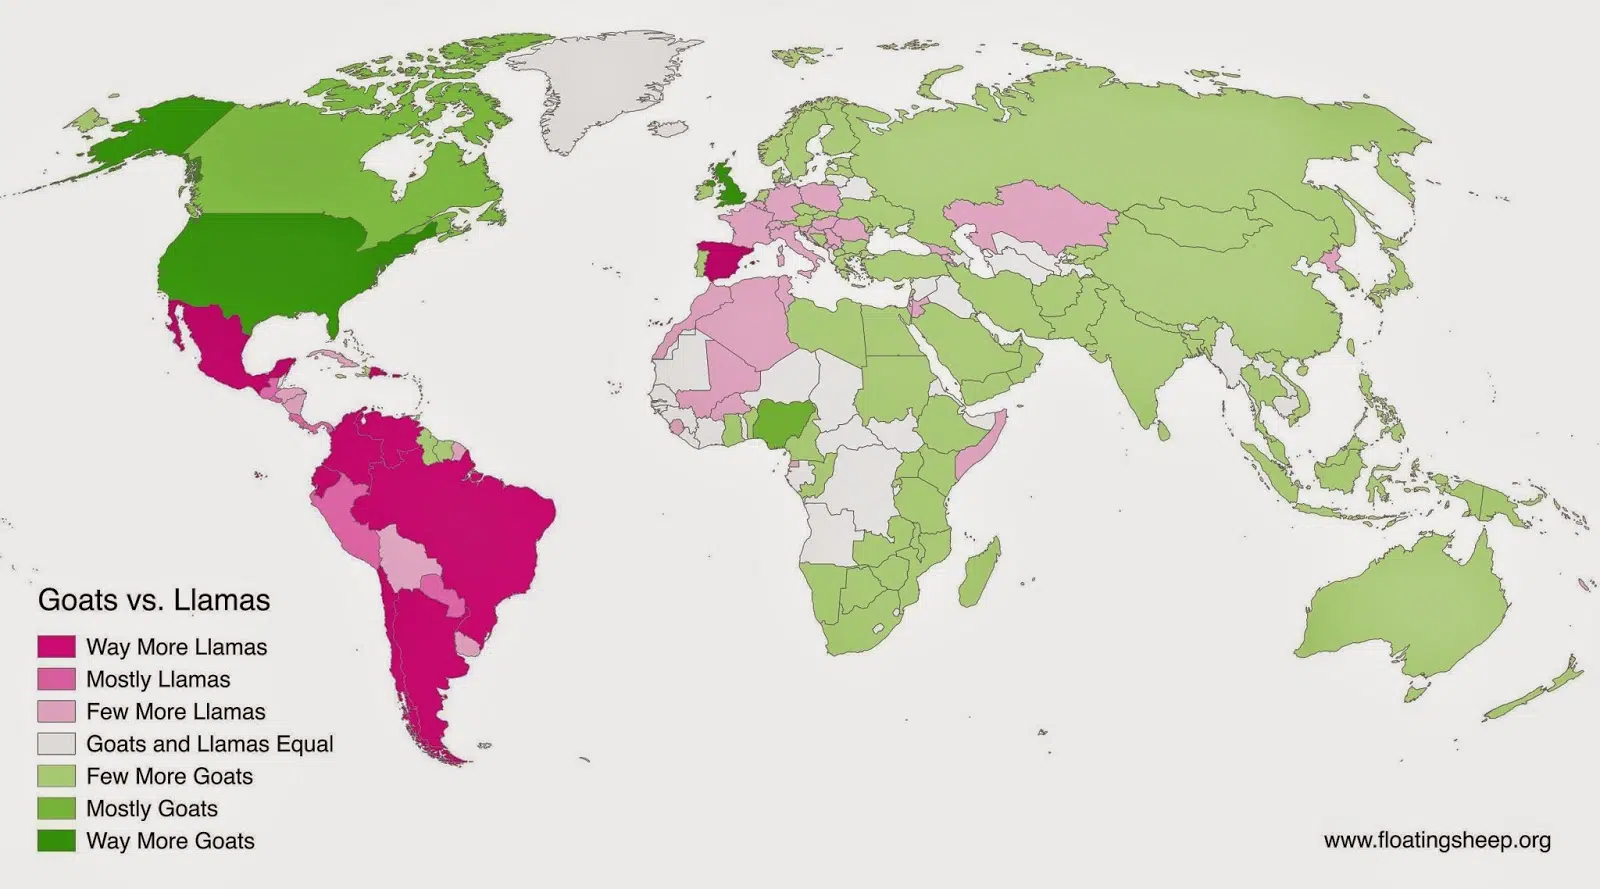 Goats vs. Llamas
Way More Llamas
Mostly Llamas
Few More Llamas
Goats and Llamas Equal
Few More Goats
Mostly Goats
Way More Goats
www.floatingsheep.org